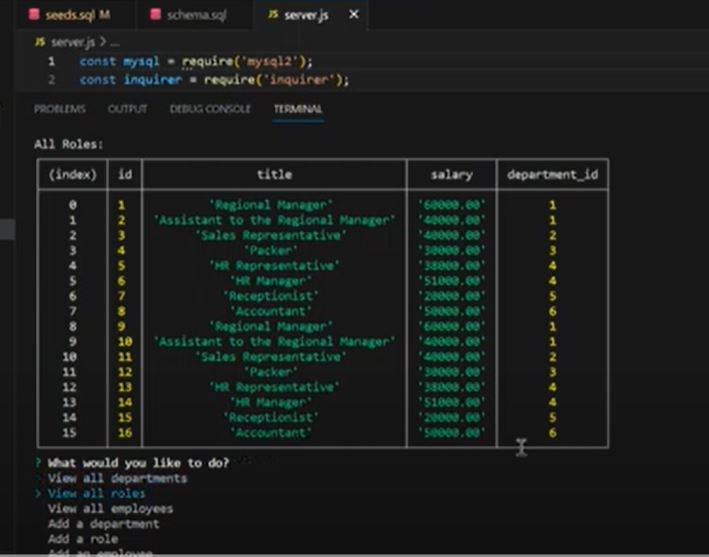 seeds.sql M schema.sql JS server.js X
JS server.js > ...
1 const mysql = require('mysql2');
2 const inquirer = require('inquirer');
PROBLEMS OUTPUT DEBUG CONSOLE TERMINAL
All Roles:
(index) id title salary department_id
0 1 'Regional Manager' '60000.00' 1
1 2 'Assistant to the Regional Manager' '40000.00' 1
2 3 'Sales Representative' '40000.00' 2
3 4 'Packer' '30000.00' 3
4 5 'HR Representative' '38000.00' 4
5 6 'HR Manager' '51000.00' 4
6 7 'Receptionist' '20000.00' 5
7 8 'Accountant' '50000.00' 6
8 9 'Regional Manager' '60000.00' 1
9 10 'Assistant to the Regional Manager' '40000.00' 1
10 11 'Sales Representative' '40000.00' 2
11 12 'Packer' '30000.00' 3
12 13 'HR Representative' '38000.00' 4
13 14 'HR Manager' '51000.00' 4
14 15 'Receptionist' '20000.00' 5
15 16 'Accountant' '50000.00' 6
? What would you like to do?
View all departments
> View all roles
View all employees
Add a department
Add a role
Add an employee